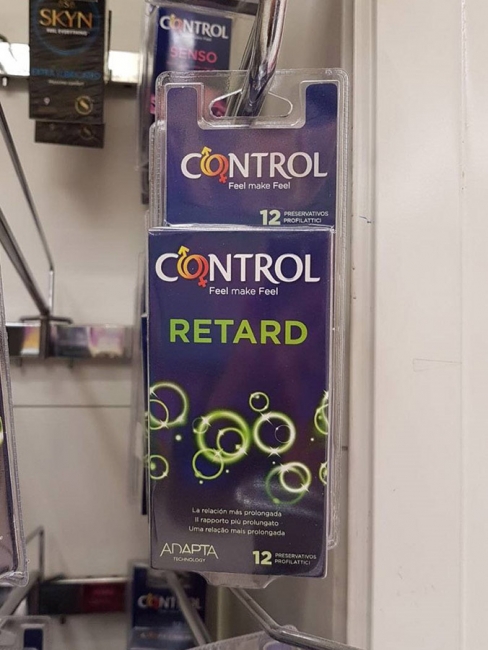 SKYN
CONTROL
SENSO
CONTROL
Feel make Feel
12 PRESERVATIVOS
PROFILATTICI
CONTROL
Feel make Feel
RETARD
La relación más prolongada
Il rapporto più prolungato
Uma relação mais prolongada
ADAPTA
TECHNOLOGY
12 PRESERVATIVOS
PROFILATTICI
CONTROL